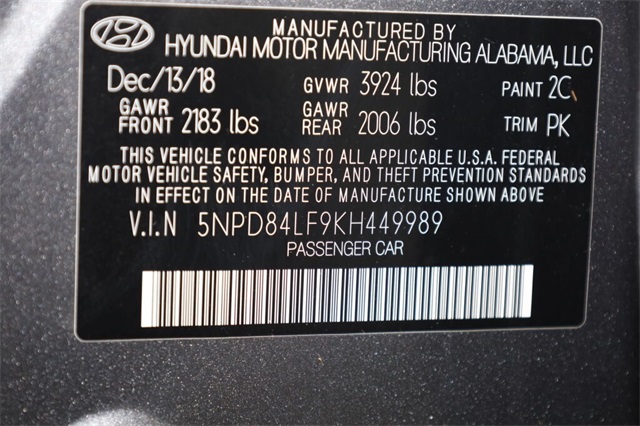 MANUFACTURED BY
HYUNDAI MOTOR MANUFACTURING ALABAMA, LLC
Dec/13/18 GVWR 3924 lbs PAINT 2C
GAWR FRONT 2183 lbs GAWR REAR 2006 lbs TRIM PK
THIS VEHICLE CONFORMS TO ALL APPLICABLE U.S.A. FEDERAL
MOTOR VEHICLE SAFETY, BUMPER, AND THEFT PREVENTION STANDARDS
IN EFFECT ON THE DATE OF MANUFACTURE SHOWN ABOVE
V.I.N 5NPD84LF9KH449989
PASSENGER CAR